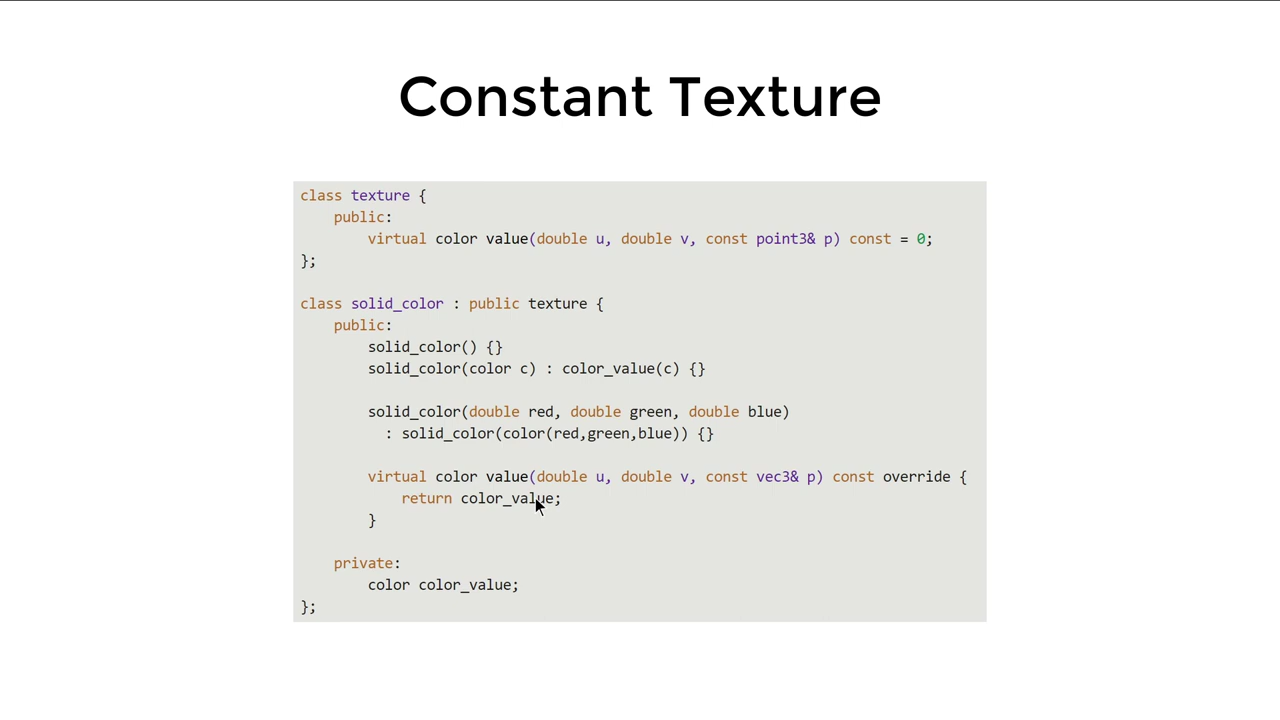 Constant Texture
class texture {
public:
virtual color value(double u, double v, const point3& p) const = 0;
};
class solid_color : public texture {
public:
solid_color() {}
solid_color(color c) : color_value(c) {}
solid_color(double red, double green, double blue)
: solid_color(color(red,green,blue)) {}
virtual color value(double u, double v, const vec3& p) const override {
return color_value;
}
private:
color color_value;
};